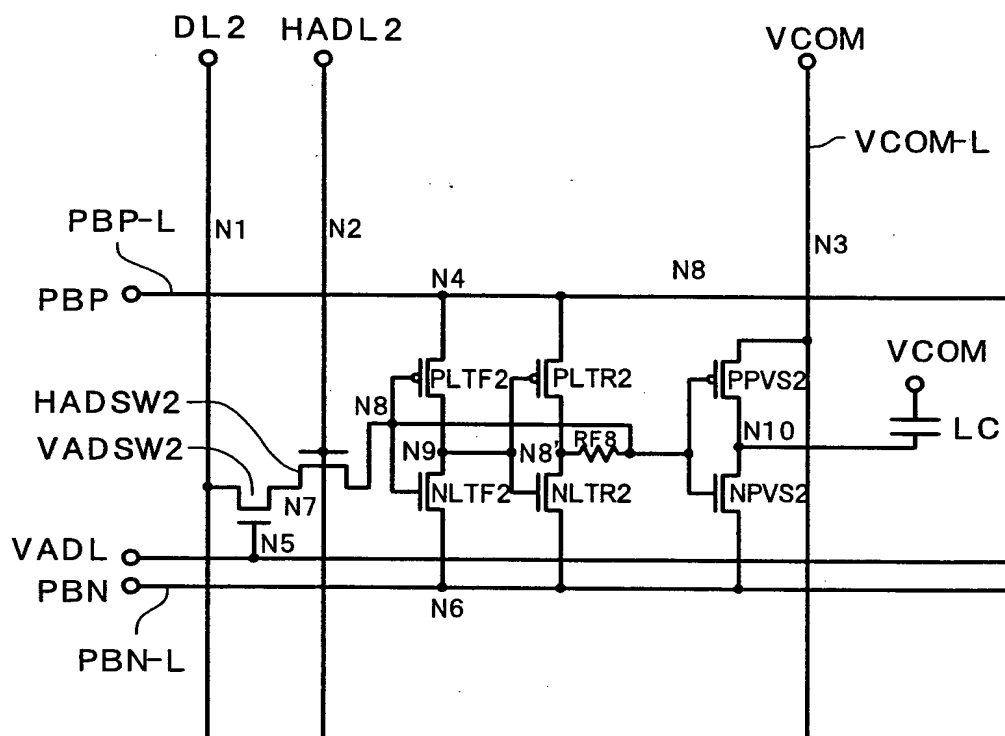 DL2 HADL2 VCOM
VCOM-L
PBP-L N1 N2 N3
PBP N4 N8
PLTF2 PLTR2 PPVS2 VCOM
HADSW2 N8 RF8 N10 LC
VADSW2 N9 N8'
N7 NLTF2 NLTR2 NPVS2
VADL N5
PBN N6
PBN-L